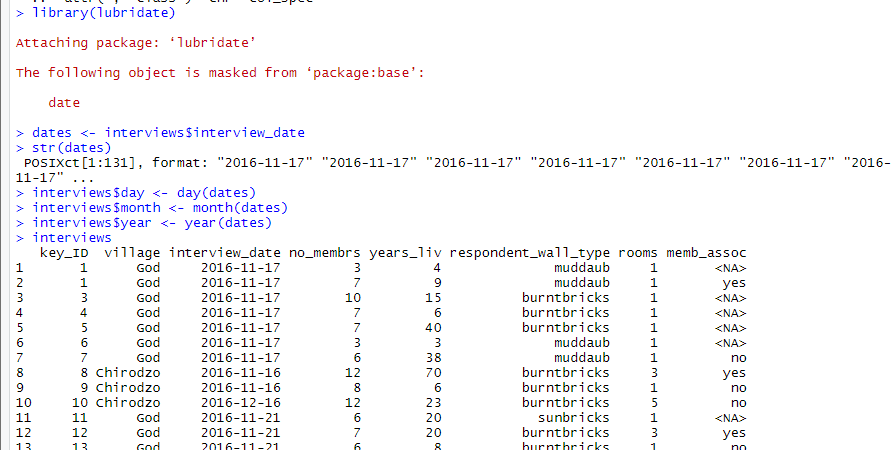 > library(lubridate)
Attaching package: ‘lubridate’
The following object is masked from ‘package:base’:
date
> dates <- interviews$interview_date
> str(dates)
POSIXct[1:131], format: "2016-11-17" "2016-11-17" "2016-11-17" "2016-11-17" "2016-11-17" "2016-11-17" "2016-
11-17" ...
> interviews$day <- day(dates)
> interviews$month <- month(dates)
> interviews$year <- year(dates)
> interviews
key_ID village interview_date no_membrs years_liv respondent_wall_type rooms memb_assoc
1 1 God 2016-11-17 3 4 muddaub 1 <NA>
2 1 God 2016-11-17 7 9 muddaub 1 yes
3 3 God 2016-11-17 10 15 burntbricks 1 <NA>
4 4 God 2016-11-17 7 6 burntbricks 1 <NA>
5 5 God 2016-11-17 7 40 burntbricks 1 <NA>
6 6 God 2016-11-17 3 3 muddaub 1 <NA>
7 7 God 2016-11-17 6 38 muddaub 1 no
8 8 Chirodzo 2016-11-16 12 70 burntbricks 3 yes
9 9 Chirodzo 2016-11-16 8 6 burntbricks 1 no
10 10 Chirodzo 2016-12-16 12 23 burntbricks 5 no
11 11 God 2016-11-21 6 20 sunbricks 1 <NA>
12 12 God 2016-11-21 7 20 burntbricks 3 yes
13 13 God 2016-11-21 6 8 burntbricks 1 no